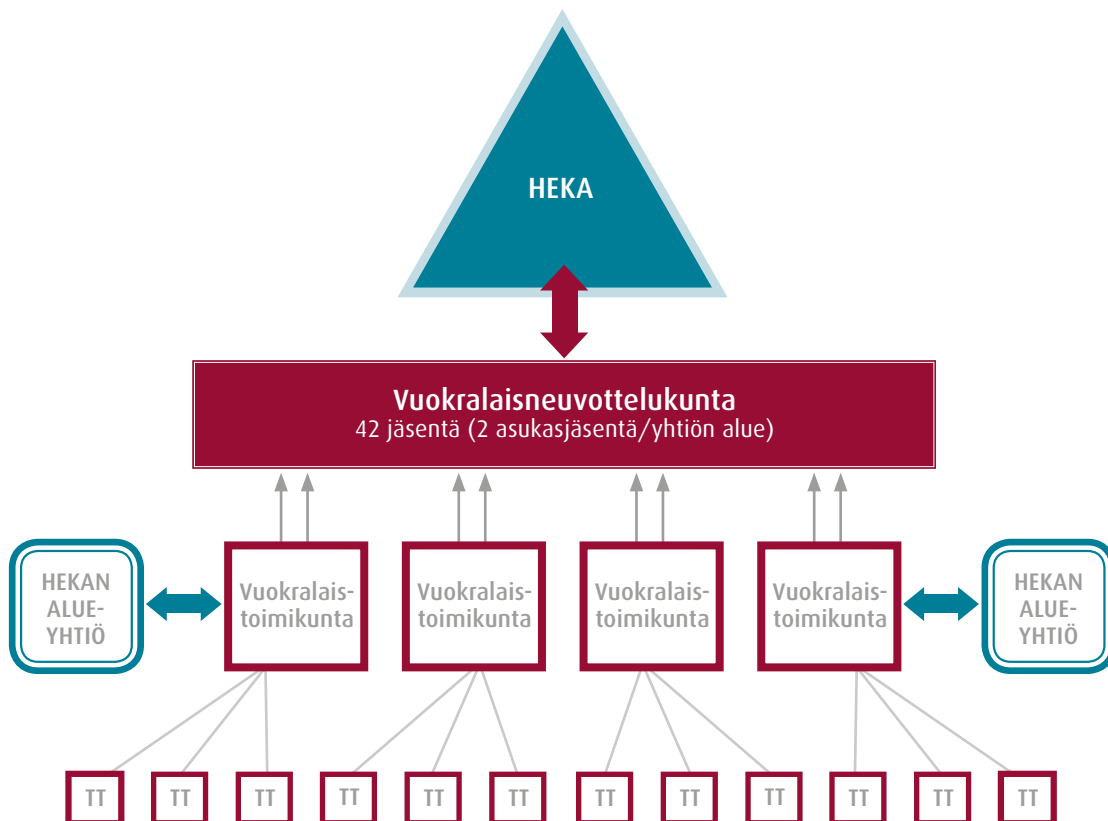 HEKA
Vuokralaisneuvottelukunta
42 jäsentä (2 asukasjäsentä/yhtiön alue)
HEKAN
ALUE-
YHTIÖ
Vuokralais-
toimikunta
Vuokralais-
toimikunta
Vuokralais-
toimikunta
Vuokralais-
toimikunta
HEKAN
ALUE-
YHTIÖ
TT
TT
TT
TT
TT
TT
TT
TT
TT
TT
TT
TT